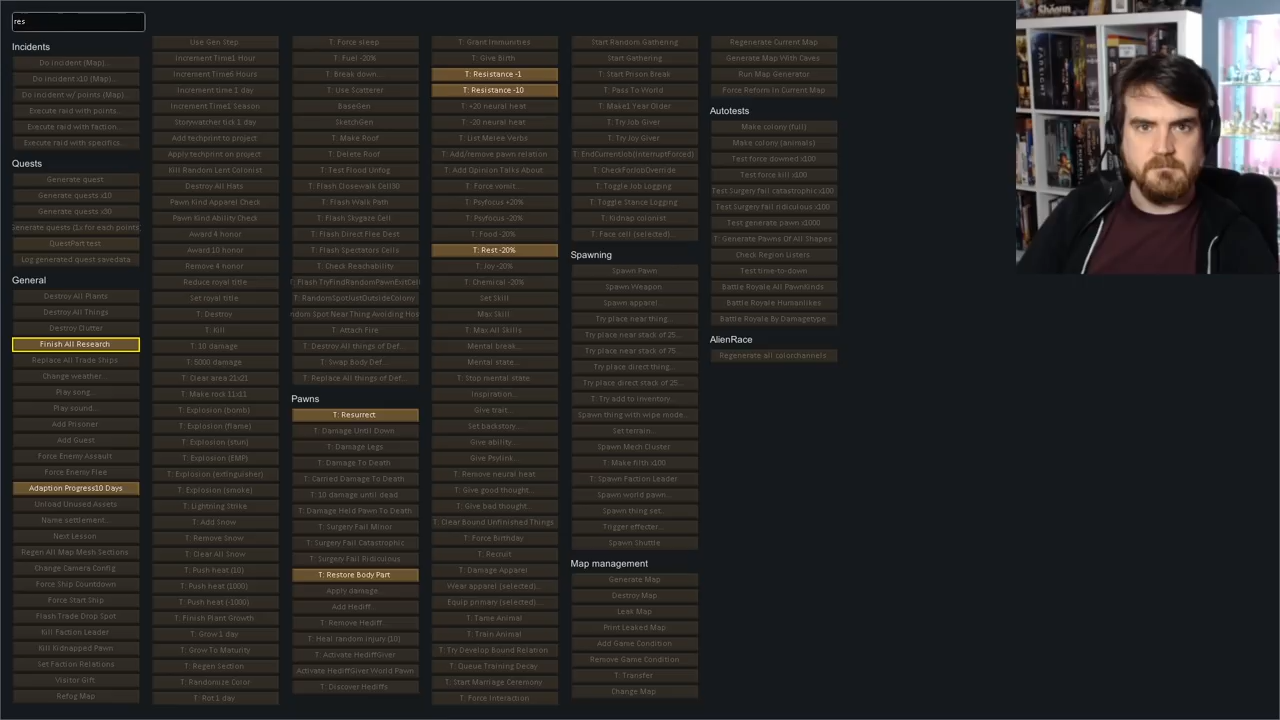 res
Incidents
Do incident (Map)...
Do incident x10 (Map)...
Do incident w/ points (Map)...
Execute raid with points...
Execute raid with faction...
Execute raid with specifics...
Quests
Generate quest
Generate quests x10
Generate quests x30
Generate quests (1x for each points)
QuestPart test
Log generated quest savedata
General
Destroy All Plants
Destroy All Things
Destroy Clutter
Finish All Research
Replace All Trade Ships
Change weather...
Play song...
Play sound...
Add Prisoner
Add Guest
Force Enemy Assault
Force Enemy Flee
Adaption Progress10 Days
Unload Unused Assets
Name settlement...
Next Lesson
Regen All Map Mesh Sections
Change Camera Config
Force Ship Countdown
Force Start Ship
Flash Trade Drop Spot
Kill Faction Leader
Kill Kidnapped Pawn
Set Faction Relations
Visitor Gift
Refog Map
Use Gen Step
Increment Time1 Hour
Increment Time6 Hours
Increment time 1 day
Increment Time1 Season
Storywatcher tick 1 day
Add techprint to project
Apply techprint on project
Kill Random Lent Colonist
Destroy All Hats
Pawn Kind Apparel Check
Pawn Kind Ability Check
Award 4 honor
Award 10 honor
Remove 4 honor
Reduce royal title
Set royal title
T: Destroy
T: Kill
T: 10 damage
T: 5000 damage
T: Clear area 21x21
T: Make rock 11x11
T: Explosion (bomb)
T: Explosion (flame)
T: Explosion (stun)
T: Explosion (EMP)
T: Explosion (extinguisher)
T: Explosion (smoke)
T: Lightning Strike
T: Add Snow
T: Remove Snow
T: Clear All Snow
T: Push heat (10)
T: Push heat (1000)
T: Push heat (-1000)
T: Finish Plant Growth
T: Grow 1 day
T: Grow To Maturity
T: Regen Section
T: Randomize Color
T: Rot 1 day
T: Force sleep
T: Fuel -20%
T: Break down...
T: Use Scatterer
BaseGen
SketchGen
T: Make Roof
T: Delete Roof
T: Test Flood Unfog
T: Flash Closewalk Cell30
T: Flash Walk Path
T: Flash Skygaze Cell
T: Flash Direct Flee Dest
T: Flash Spectators Cells
T: Check Reachability
T: Flash TryFindRandomPawnExitCell
T: RandomSpotJustOutsideColony
ndom Spot Near Thing Avoiding Hos
T: Attach Fire
T: Destroy All things of Def...
T: Swap Body Def...
T: Replace All things of Def...
Pawns
T: Resurrect
T: Damage Until Down
T: Damage Legs
T: Damage To Death
T: Carried Damage To Death
T: 10 damage until dead
T: Damage Held Pawn To Death
T: Surgery Fail Minor
T: Surgery Fail Catastrophic
T: Surgery Fail Ridiculous
T: Restore Body Part
Apply damage...
Add Hediff...
T: Remove Hediff...
T: Heal random injury (10)
T: Activate HediffGiver
Activate HediffGiver World Pawn
T: Discover Hediffs
T: Grant Immunities
T: Give Birth
T: Resistance -1
T: Resistance -10
T: +20 neural heat
T: -20 neural heat
T: List Melee Verbs
T: Add/remove pawn relation
T: Add Opinion Talks About
T: Force vomit...
T: Psyfocus +20%
T: Psyfocus -20%
T: Food -20%
T: Rest -20%
T: Joy -20%
T: Chemical -20%
Set Skill
Max Skill
T: Max All Skills
Mental break...
Mental state...
T: Stop mental state
Inspiration...
Give trait...
Set backstory...
Give ability...
Give Psylink...
T: Remove neural heat
T: Give good thought...
T: Give bad thought...
T: Clear Bound Unfinished Things
T: Force Birthday
T: Recruit
T: Damage Apparel
Wear apparel (selected)...
Equip primary (selected)...
T: Tame Animal
T: Train Animal
T: Try Develop Bound Relation
T: Queue Training Decay
T: Start Marriage Ceremony
T: Force Interaction
Start Random Gathering
Start Gathering
T: Start Prison Break
T: Pass To World
T: Make1 Year Older
T: Try Job Giver
T: Try Joy Giver
T: EndCurrentJob(InterruptForced)
T: CheckForJobOverride
T: Toggle Job Logging
T: Toggle Stance Logging
T: Kidnap colonist
T: Face cell (selected)...
Spawning
Spawn Pawn
Spawn Weapon
Spawn apparel
Try place near thing...
Try place near stack of 25...
Try place near stack of 75...
Try place direct thing...
Try place direct stack of 25...
T: Try add to inventory...
Spawn thing with wipe mode...
Set terrain...
Spawn Mech Cluster
T: Make filth x100
T: Spawn Faction Leader
Spawn world pawn...
Spawn thing set...
Trigger effecter...
Spawn Shuttle
Map management
Generate Map
Destroy Map
Leak Map
Print Leaked Map
Add Game Condition
Remove Game Condition
T: Transfer
Change Map
Regenerate Current Map
Generate Map With Caves
Run Map Generator
Force Reform In Current Map
Autotests
Make colony (full)
Make colony (animals)
Test force downed x100
Test force kill x100
Test Surgery fail catastrophic x100
Test Surgery fail ridiculous x100
Test generate pawn x1000
T: Generate Pawns Of All Shapes
Check Region Listers
Test time-to-down
Battle Royale All PawnKinds
Battle Royale Humanlikes
Battle Royale By Damagetype
AlienRace
Regenerate all colorchannels